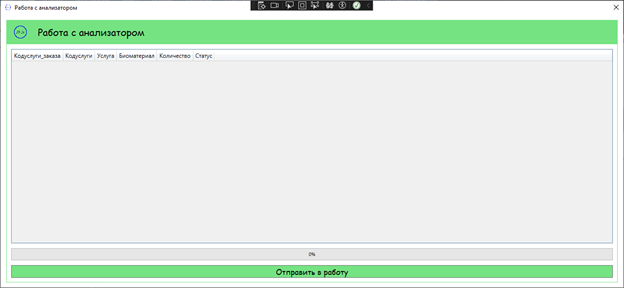 Работа с анализатором
Работа с анализатором
Кодуслуги_заказа Кодуслуги Услуга Биоматериал Количество Статус
0%
Отправить в работу